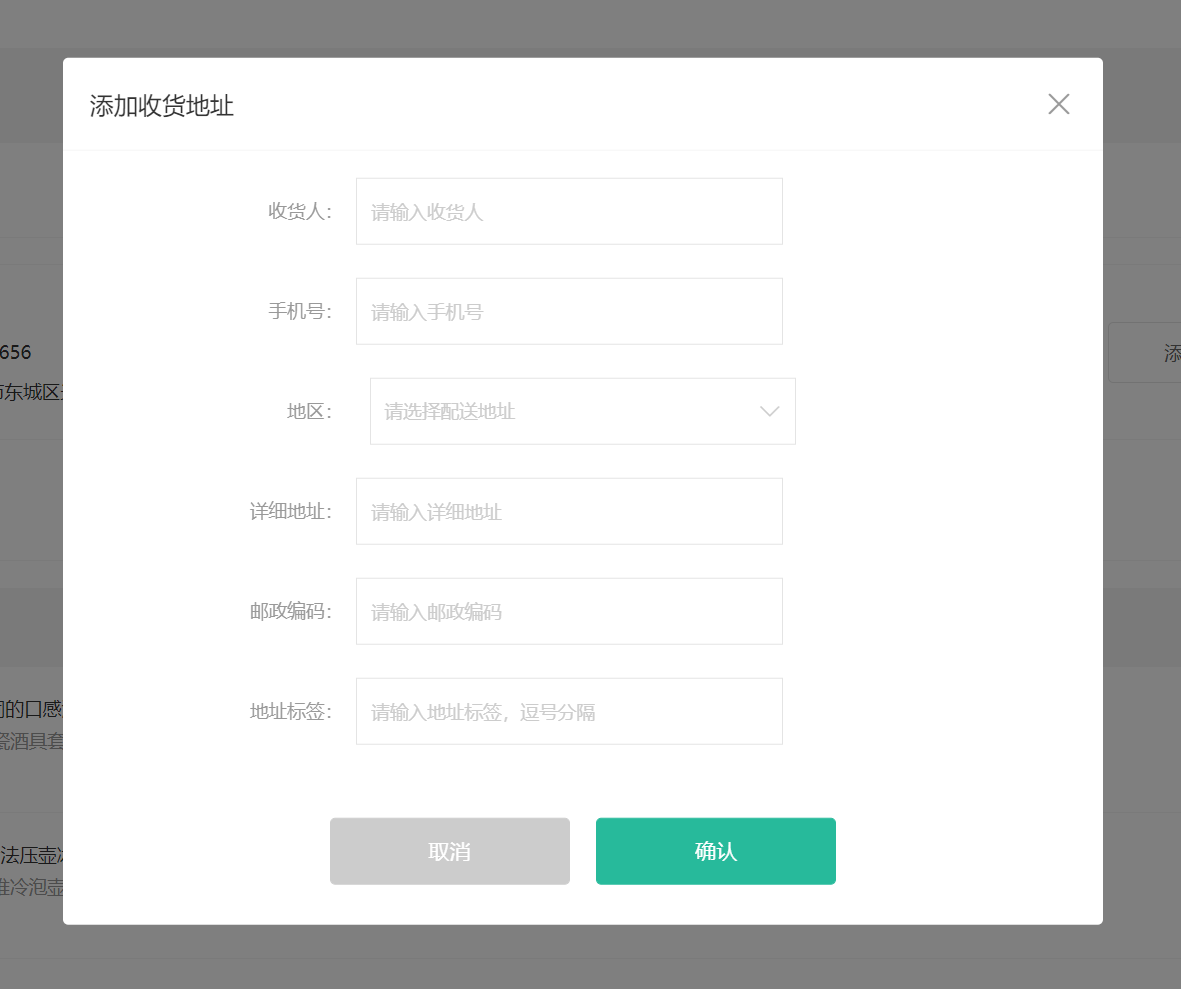 添加收货地址
收货人：
请输入收货人
手机号：
请输入手机号
656
市东城区
添
地区：
请选择配送地址
详细地址：
请输入详细地址
邮政编码：
请输入邮政编码
地址标签：
请输入地址标签，逗号分隔
的口感
瓷酒具套
取消
确认
法压壶冰
准冷泡壶